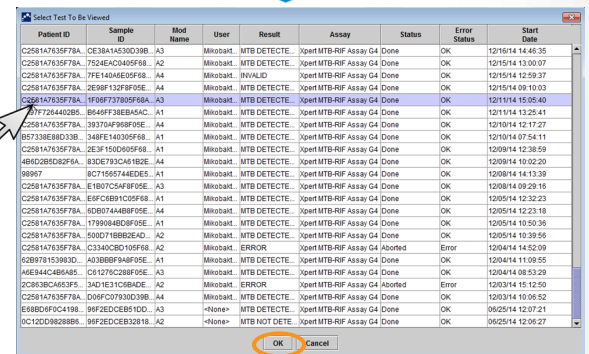 Select Test To Be Viewed
Patient ID Sample ID Mod Name User Result Assay Status Error Status Start Date
C2581A7635F78A... CE38A1A530D39B... A3 Mikobakt... MTB DETECTE... Xpert MTB-RIF Assay G4 Done OK 12/16/14 14:46:35
C2581A7635F78A... 7524EAC0405F68... A2 Mikobakt... MTB DETECTE... Xpert MTB-RIF Assay G4 Done OK 12/15/14 13:00:07
C2581A7635F78A... 7FE140A6E05F68... A4 Mikobakt... INVALID Xpert MTB-RIF Assay G4 Done OK 12/15/14 12:59:37
C2581A7635F78A... 2E98F132F8F05E... A4 Mikobakt... MTB DETECTE... Xpert MTB-RIF Assay G4 Done OK 12/15/14 09:10:03
C2581A7635F78A... 1F06F737805F68A... A3 Mikobakt... MTB DETECTE... Xpert MTB-RIF Assay G4 Done OK 12/11/14 15:05:40
B646FF38EBA5AC... A1 Mikobakt... MTB DETECTE... Xpert MTB-RIF Assay G4 Done OK 12/11/14 13:25:41
C2581A7635F78A... 39370AF968F05E... A4 Mikobakt... MTB DETECTE... Xpert MTB-RIF Assay G4 Done OK 12/10/14 12:17:27
B57338E88D33B... 348FE140305F68... A1 Mikobakt... MTB DETECTE... Xpert MTB-RIF Assay G4 Done OK 12/10/14 07:54:11
C2581A7635F78A... 2E3F150D605F68... A1 Mikobakt... MTB DETECTE... Xpert MTB-RIF Assay G4 Done OK 12/09/14 12:38:59
4B6D2B5D82F6A... 83DE793CA61B2E... A4 Mikobakt... MTB DETECTE... Xpert MTB-RIF Assay G4 Done OK 12/09/14 10:02:20
98967 8C71565744EDE5... A1 Mikobakt... MTB DETECTE... Xpert MTB-RIF Assay G4 Done OK 12/08/14 14:13:39
C2581A7635F78A... E1B07C5AF8F05E... A3 Mikobakt... MTB DETECTE... Xpert MTB-RIF Assay G4 Done OK 12/08/14 09:29:16
C2581A7635F78A... E6FC6B91C05F68... A1 Mikobakt... MTB DETECTE... Xpert MTB-RIF Assay G4 Done OK 12/05/14 12:32:23
C2581A7635F78A... 6DB074A4B8F05E... A4 Mikobakt... MTB DETECTE... Xpert MTB-RIF Assay G4 Done OK 12/05/14 12:23:18
C2581A7635F78A... 1799084BD8F05E... A1 Mikobakt... MTB DETECTE... Xpert MTB-RIF Assay G4 Done OK 12/05/14 10:50:35
C2581A7635F78A... 500D71BBB2EAD... A2 Mikobakt... MTB DETECTE... Xpert MTB-RIF Assay G4 Done OK 12/05/14 10:39:56
C2581A7635F78A... C3340CBD105F68... A2 Mikobakt... ERROR Xpert MTB-RIF Assay G4 Aborted Error 12/04/14 14:52:09
62B978153983D... A03BBBF9A8F05E... A1 Mikobakt... MTB DETECTE... Xpert MTB-RIF Assay G4 Done OK 12/04/14 11:09:55
A6E944C4B6A85... C61276C288F05E... A3 Mikobakt... MTB DETECTE... Xpert MTB-RIF Assay G4 Done OK 12/04/14 08:53:29
2C863BCA653F5... 3AD1E31C6BADE... A2 Mikobakt... ERROR Xpert MTB-RIF Assay G4 Aborted Error 12/03/14 15:12:50
C2581A7635F78A... D06FC07930D39B... A4 Mikobakt... MTB DETECTE... Xpert MTB-RIF Assay G4 Done OK 12/03/14 10:06:52
E68BD6F0C4198... 96F2EDCEB51DD... A3 <None> MTB DETECTE... Xpert MTB-RIF Assay G4 Done OK 06/25/14 12:07:21
0C12DD98288B6... 96F2EDCEB32818... A2 <None> MTB NOT DETE... Xpert MTB-RIF Assay G4 Done OK 06/25/14 12:06:27
OK Cancel